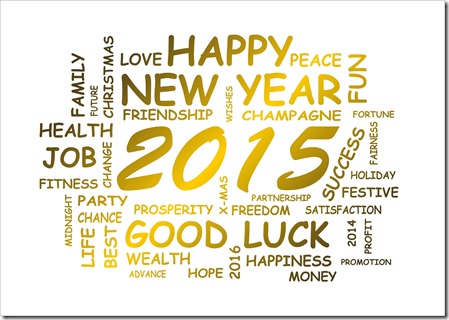 HAPPY
LOVE
PEACE
FUN
FAMILY
FUTURE
CHRISTMAS
NEW YEAR
WISHES
FRIENDSHIP
CHAMPAGNE
FORTUNE
HEALTH
2015
FAIRNESS
JOB
CHANGE
SUCCESS
FITNESS
HOLIDAY
X-MAS
PARTNERSHIP
FESTIVE
MIDNIGHT
PARTY
PROSPERITY
FREEDOM
SATISFACTION
CHANCE
LIFE
BEST
GOOD LUCK
2014
PROFIT
WEALTH
2016
HAPPINESS
PROMOTION
ADVANCE
HOPE
MONEY